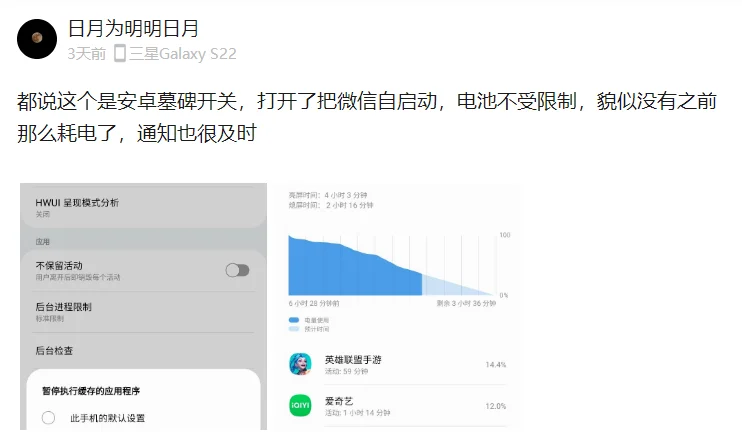 日月为明明日月
3天前 三星Galaxy S22
都说这个是安卓墓碑开关，打开了把微信自启动，电池不受限制，貌似没有之前
那么耗电了，通知也很及时
HWUI 呈现模式分析
关闭
应用
不保留活动
用户离开后即销毁每个活动
后台进程限制
标准限制
后台检查
暂停执行缓存的应用程序
此手机的默认设置
亮屏时间：4 小时 3 分钟
熄屏时间： 2 小时 16 分钟
100
0%
6 小时 28 分钟前
剩余 3 小时 36 分钟
电量使用
预计时间
英雄联盟手游
活动: 59 分钟
14.4%
iQIYI
爱奇艺
活动: 1 小时 14 分钟
12.0%